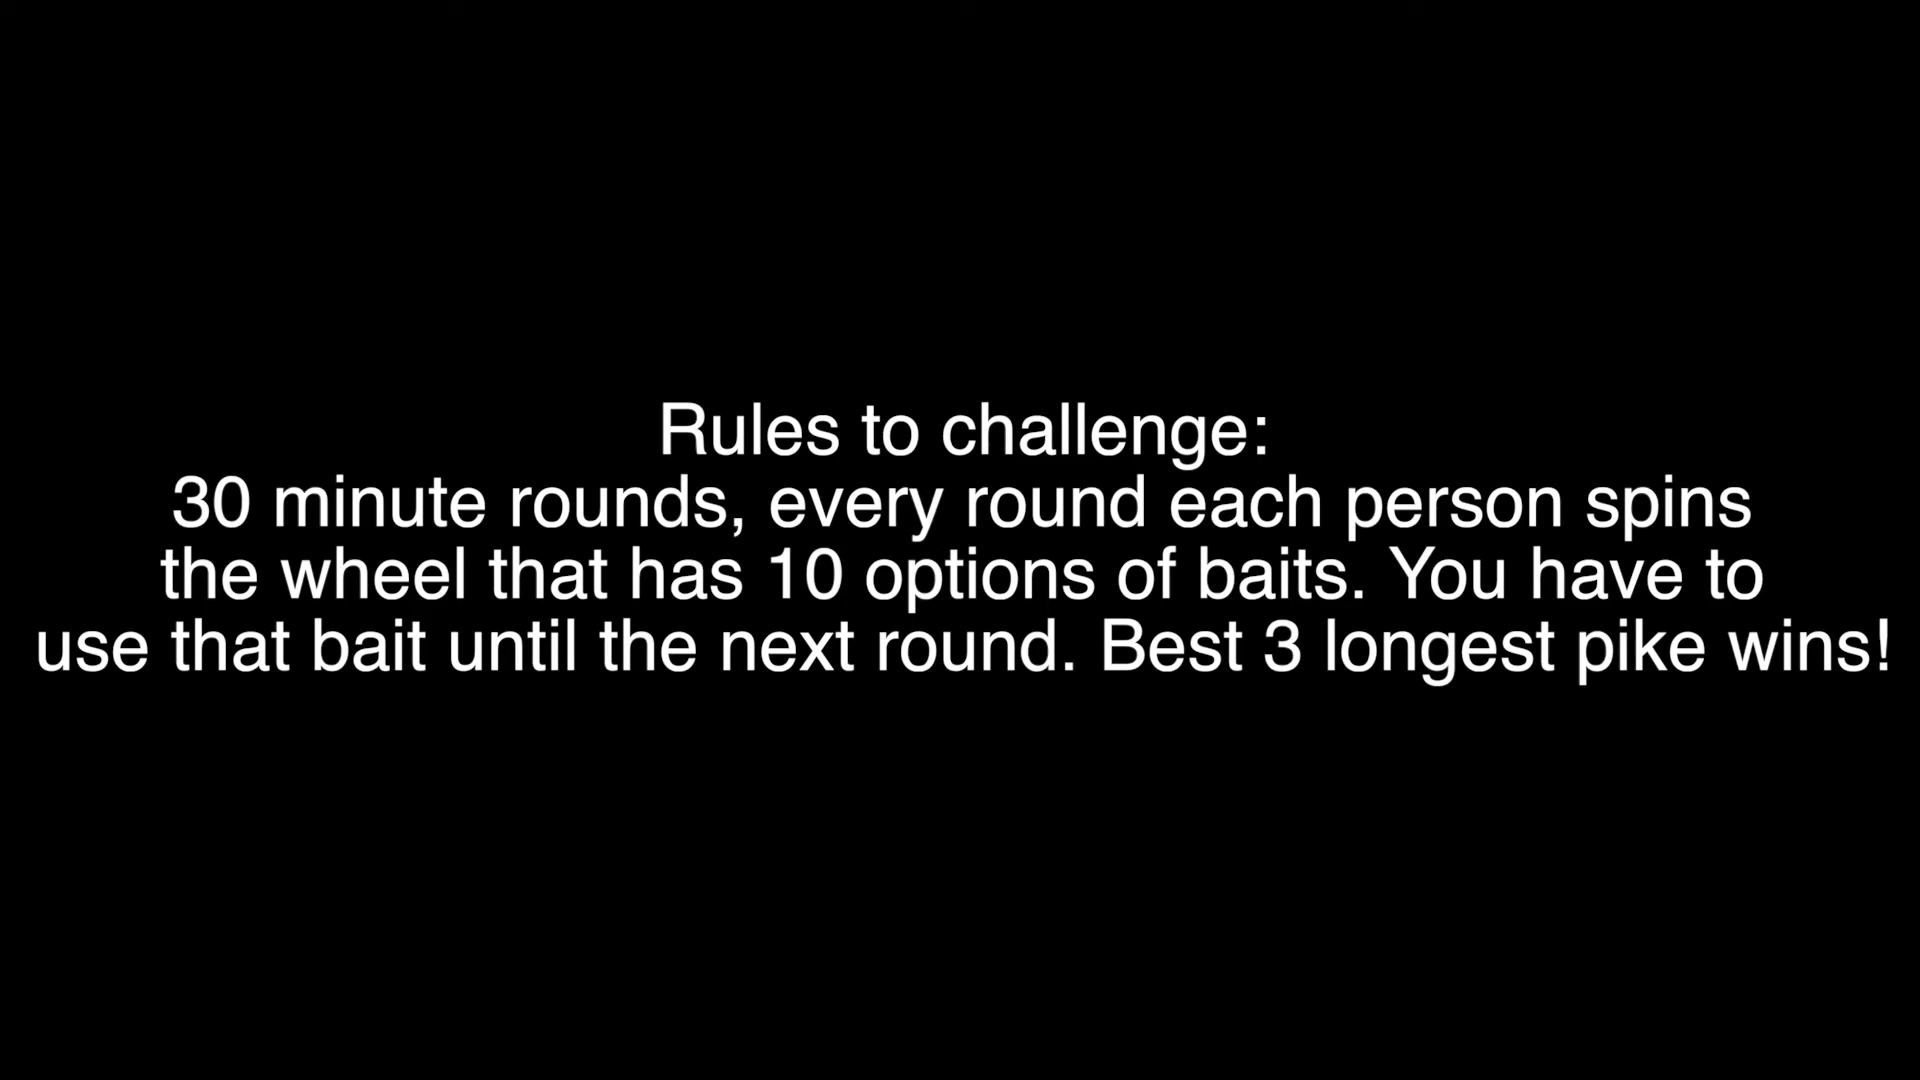 Rules to challenge:
30 minute rounds, every round each person spins
the wheel that has 10 options of baits. You have to
use that bait until the next round. Best 3 longest pike wins!